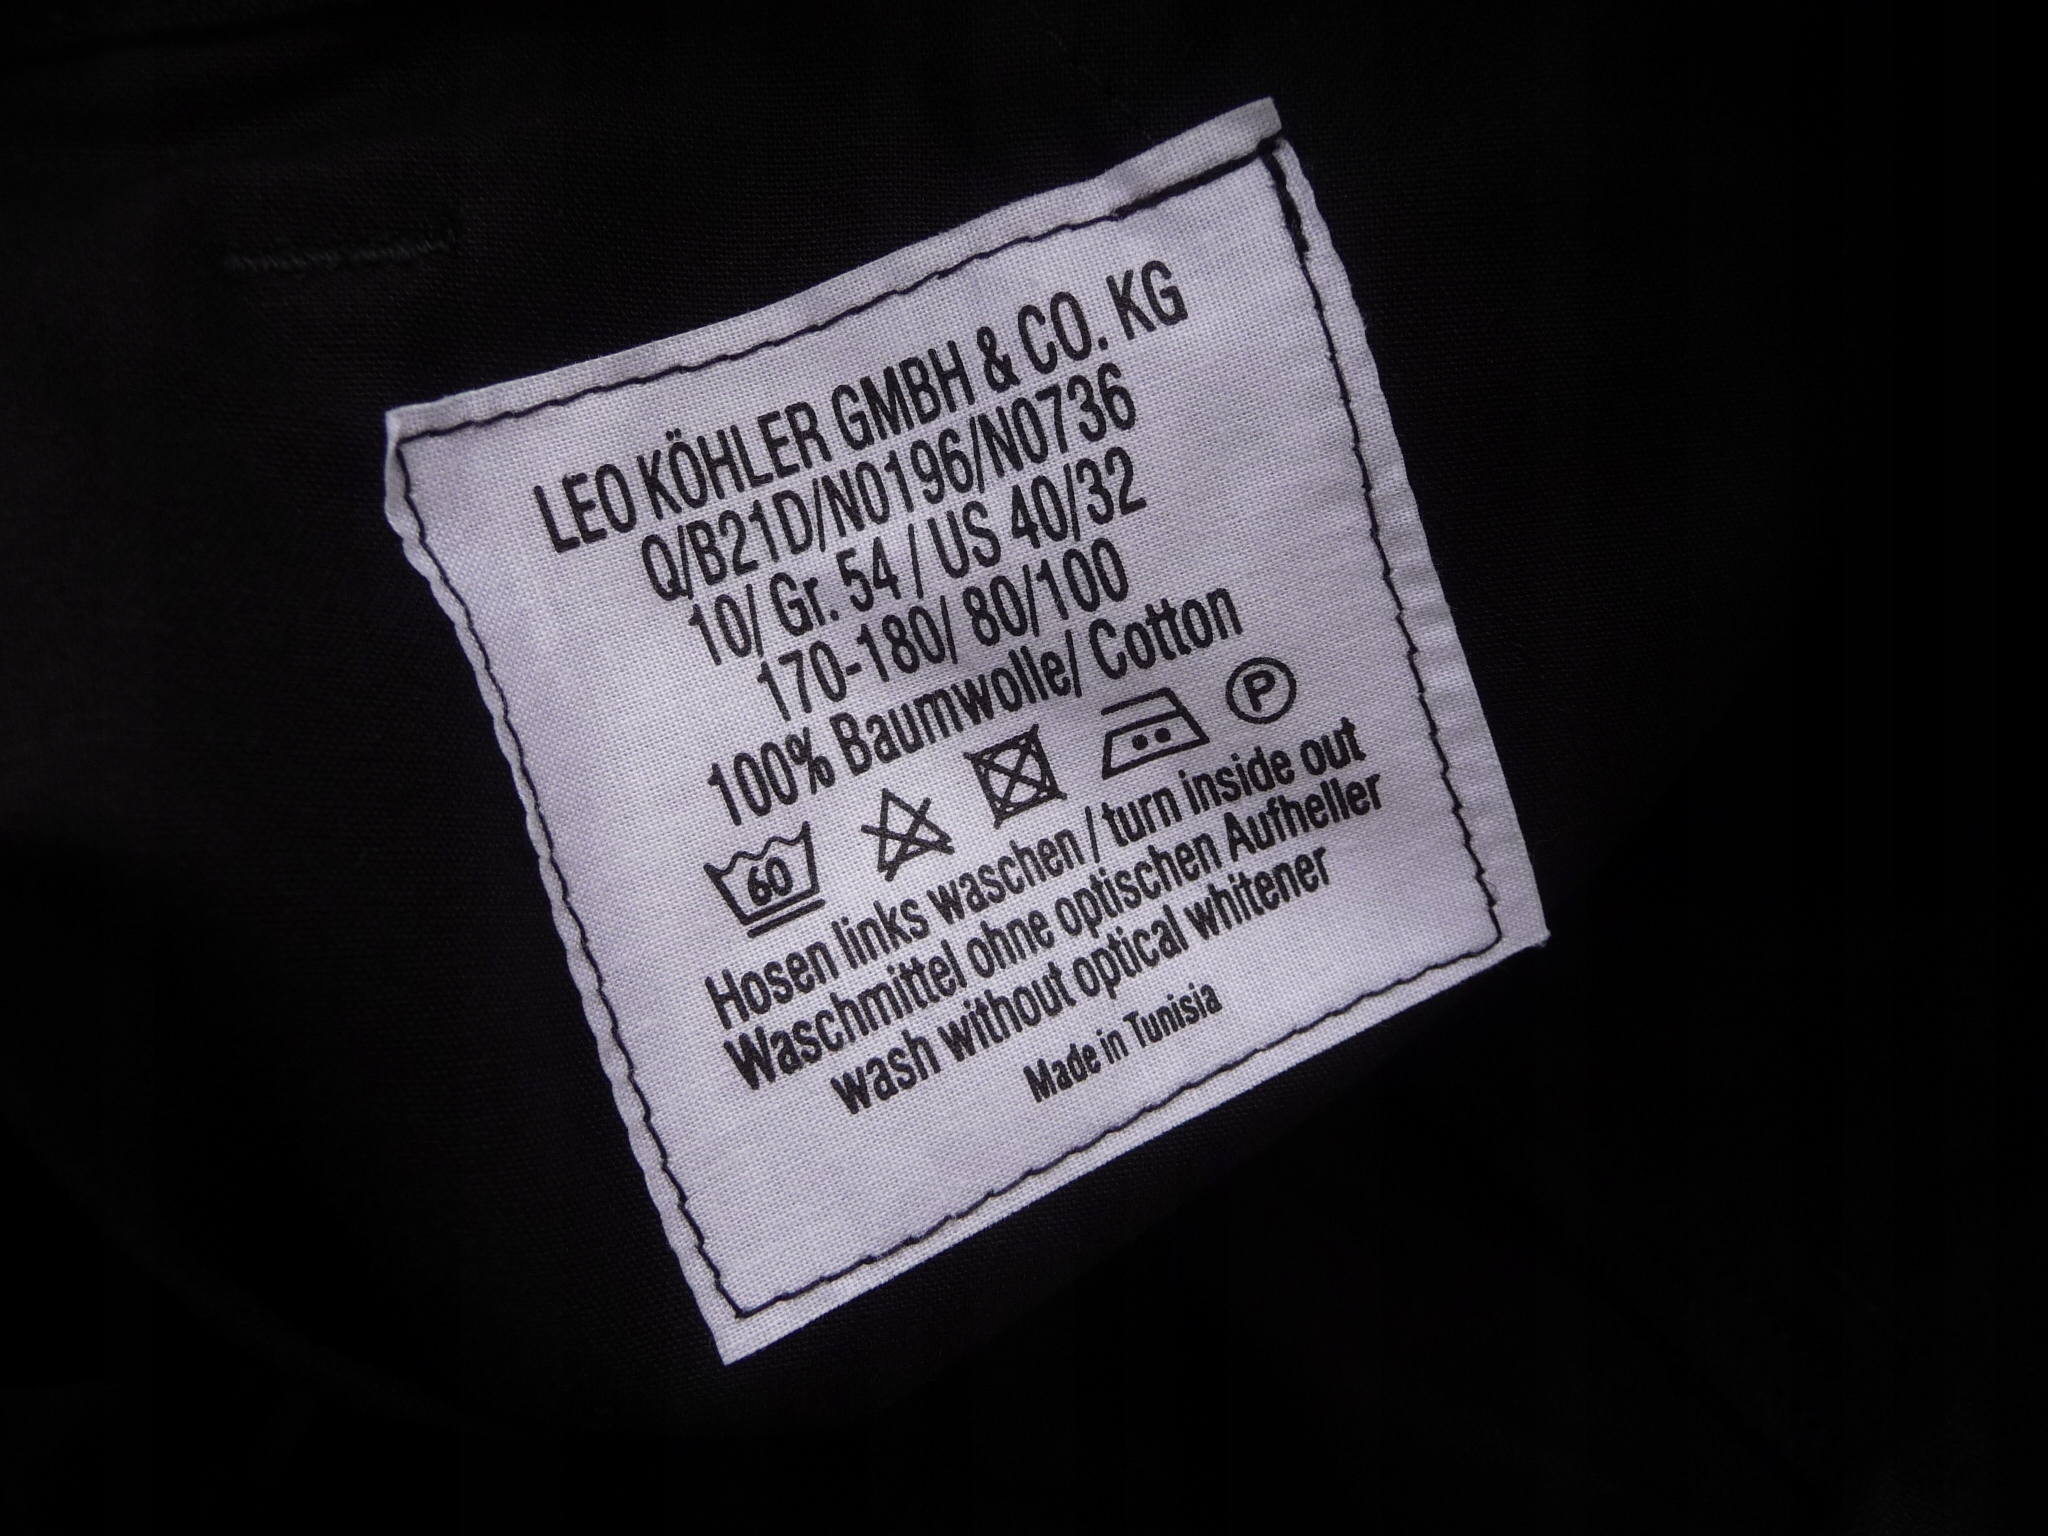 LEO KÖHLER GMBH & CO. KG
Q/B21D/N0196/N0736
10/ Gr. 54 / US 40/32
170-180/ 80/100
100% Baumwolle/ Cotton
60 P
Hosen links waschen / turn inside out
Waschmittel ohne optischen Aufheller
wash without optical whitener
Made in Tunisia